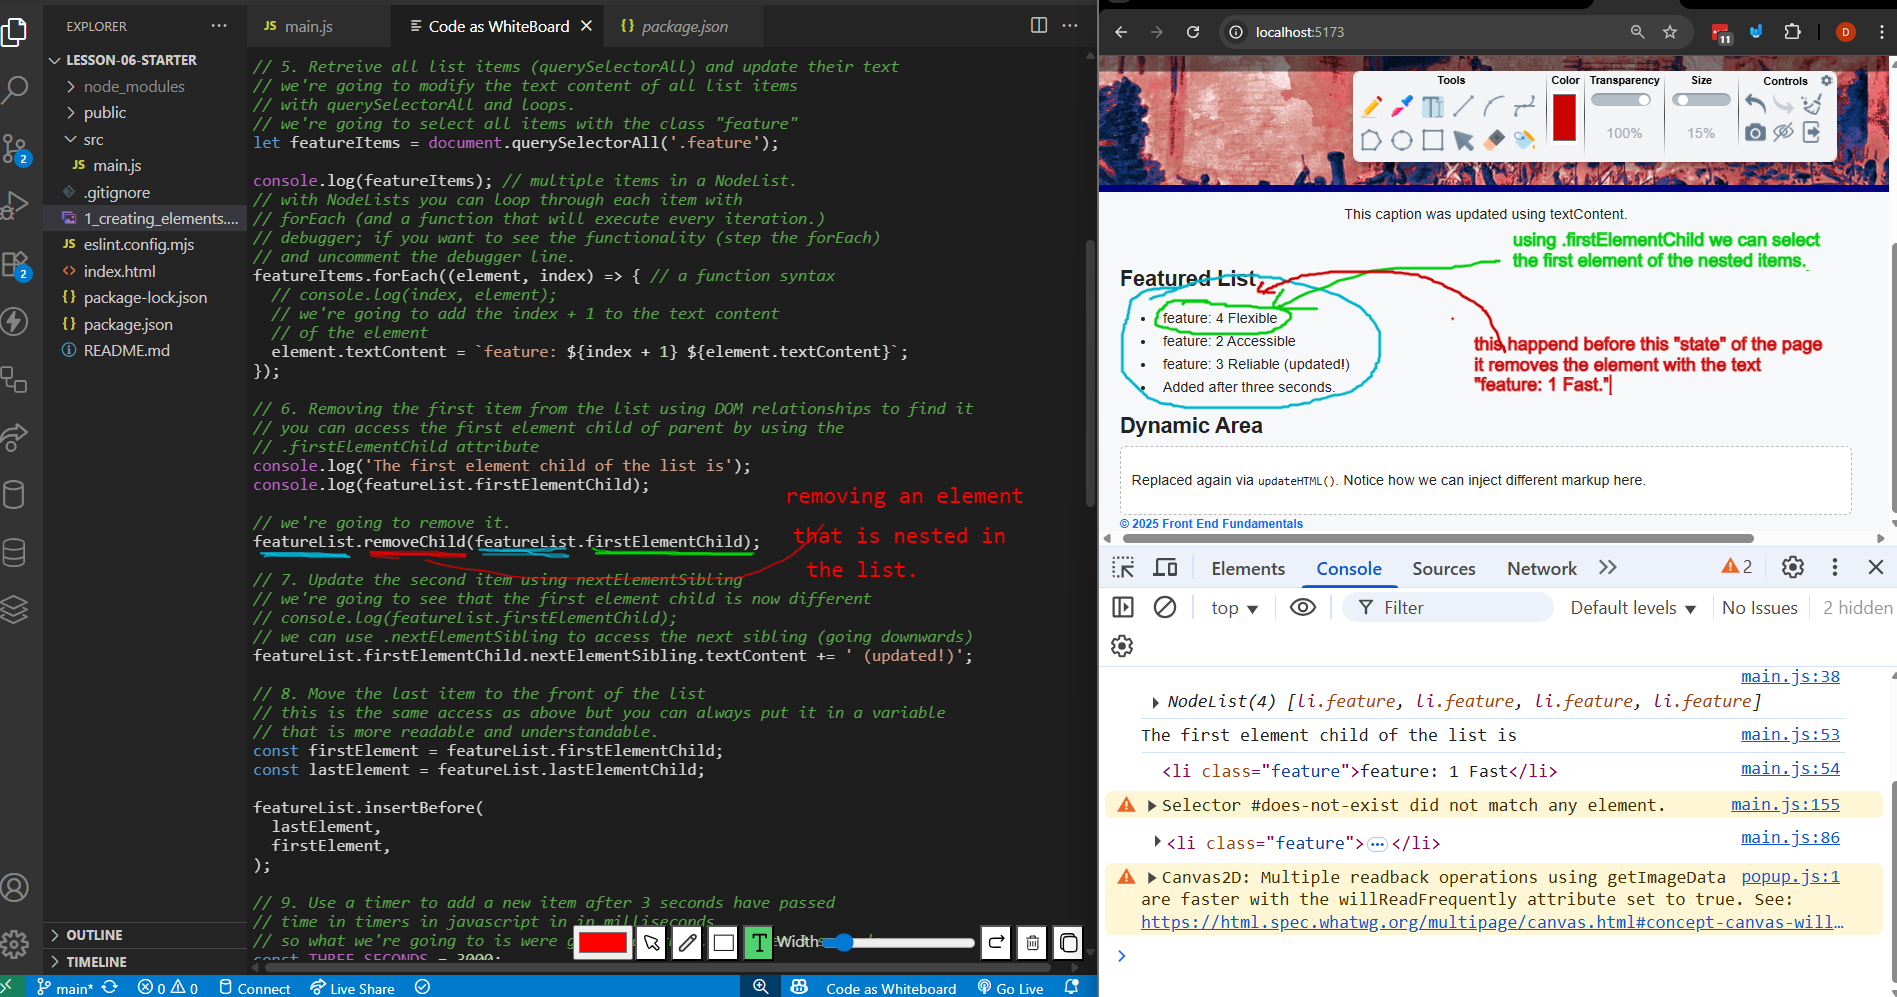 EXPLORER
LESSON-06-STARTER
node_modules
public
src
JS main.js
.gitignore
1_creating_elements....
JS eslint.config.mjs
<> index.html
{} package-lock.json
{} package.json
README.md
OUTLINE
TIMELINE
2
2
JS main.js
Code as WhiteBoard
{} package.json
// 5. Retreive all list items (querySelectorAll) and update their text
// we're going to modify the text content of all list items
// with querySelectorAll and loops.
// we're going to select all items with the class "feature"
let featureItems = document.querySelectorAll('.feature');
console.log(featureItems); // multiple items in a NodeList.
// with NodeLists you can loop through each item with
// forEach (and a function that will execute every iteration.)
// debugger; if you want to see the functionality (step the forEach)
// and uncomment the debugger line.
featureItems.forEach((element, index) => { // a function syntax
// console.log(index, element);
// we're going to add the index + 1 to the text content
// of the element
element.textContent = `feature: ${index + 1} ${element.textContent}`;
});
// 6. Removing the first item from the list using DOM relationships to find it
// you can access the first element child of parent by using the
// .firstElementChild attribute
console.log('The first element child of the list is');
console.log(featureList.firstElementChild);
// we're going to remove it.
featureList.removeChild(featureList.firstElementChild);
removing an element
that is nested in
the list.
// 7. Update the second item using nextElementSibling
// we're going to see that the first element child is now different
// console.log(featureList.firstElementChild);
// we can use .nextElementSibling to access the next sibling (going downwards)
featureList.firstElementChild.nextElementSibling.textContent += ' (updated!)';
// 8. Move the last item to the front of the list
// this is the same access as above but you can always put it in a variable
// that is more readable and understandable.
const firstElement = featureList.firstElementChild;
const lastElement = featureList.lastElementChild;
featureList.insertBefore(
lastElement,
firstElement,
);
// 9. Use a timer to add a new item after 3 seconds have passed
// time in timers in javascript in in milliseconds
// so what we're going to is were
const THREE_SECONDS = 3000;
T Width
main* 0 0 Connect Live Share Code as Whiteboard Go Live
localhost:5173
11
D
Tools Color Transparency Size Controls
100% 15%
This caption was updated using textContent.
using .firstElementChild we can select
the first element of the nested items.
Featured List
feature: 4 Flexible
feature: 2 Accessible
feature: 3 Reliable (updated!)
Added after three seconds.
this happend before this "state" of the page
it removes the element with the text
"feature: 1 Fast."
Dynamic Area
Replaced again via updateHTML(). Notice how we can inject different markup here.
© 2025 Front End Fundamentals
Elements Console Sources Network 2
top Filter Default levels No Issues 2 hidden
main.js:38
NodeList(4) [li.feature, li.feature, li.feature, li.feature]
The first element child of the list is main.js:53
<li class="feature">feature: 1 Fast</li> main.js:54
Selector #does-not-exist did not match any element. main.js:155
<li class="feature">…</li> main.js:86
Canvas2D: Multiple readback operations using getImageData popup.js:1
are faster with the willReadFrequently attribute set to true. See:
https://html.spec.whatwg.org/multipage/canvas.html#concept-canvas-will…